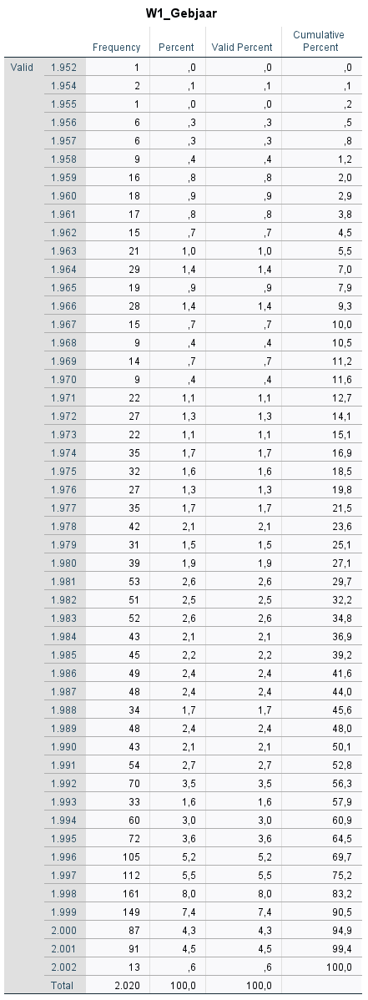 W1_Gebjaar
Frequency Percent Valid Percent Cumulative Percent
Valid 1.952 1 ,0 ,0 ,0
1.954 2 ,1 ,1 ,1
1.955 1 ,0 ,0 ,2
1.956 6 ,3 ,3 ,5
1.957 6 ,3 ,3 ,8
1.958 9 ,4 ,4 1,2
1.959 16 ,8 ,8 2,0
1.960 18 ,9 ,9 2,9
1.961 17 ,8 ,8 3,8
1.962 15 ,7 ,7 4,5
1.963 21 1,0 1,0 5,5
1.964 29 1,4 1,4 7,0
1.965 19 ,9 ,9 7,9
1.966 28 1,4 1,4 9,3
1.967 15 ,7 ,7 10,0
1.968 9 ,4 ,4 10,5
1.969 14 ,7 ,7 11,2
1.970 9 ,4 ,4 11,6
1.971 22 1,1 1,1 12,7
1.972 27 1,3 1,3 14,1
1.973 22 1,1 1,1 15,1
1.974 35 1,7 1,7 16,9
1.975 32 1,6 1,6 18,5
1.976 27 1,3 1,3 19,8
1.977 35 1,7 1,7 21,5
1.978 42 2,1 2,1 23,6
1.979 31 1,5 1,5 25,1
1.980 39 1,9 1,9 27,1
1.981 53 2,6 2,6 29,7
1.982 51 2,5 2,5 32,2
1.983 52 2,6 2,6 34,8
1.984 43 2,1 2,1 36,9
1.985 45 2,2 2,2 39,2
1.986 49 2,4 2,4 41,6
1.987 48 2,4 2,4 44,0
1.988 34 1,7 1,7 45,6
1.989 48 2,4 2,4 48,0
1.990 43 2,1 2,1 50,1
1.991 54 2,7 2,7 52,8
1.992 70 3,5 3,5 56,3
1.993 33 1,6 1,6 57,9
1.994 60 3,0 3,0 60,9
1.995 72 3,6 3,6 64,5
1.996 105 5,2 5,2 69,7
1.997 112 5,5 5,5 75,2
1.998 161 8,0 8,0 83,2
1.999 149 7,4 7,4 90,5
2.000 87 4,3 4,3 94,9
2.001 91 4,5 4,5 99,4
2.002 13 ,6 ,6 100,0
Total 2.020 100,0 100,0